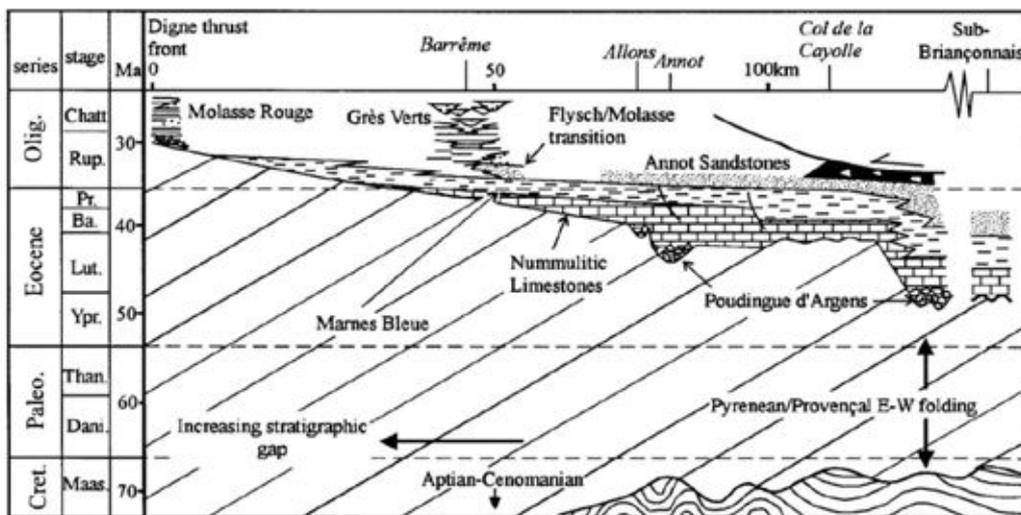 series
stage
Ma
Digne thrust
front
0
Barrême
50
Allons
Annot
100km
Col de la
Cayolle
Sub-
Briançonnais
Olig.
Chatt
Rup.
30
Molasse Rouge
Grès Verts
Flysch/Molasse
transition
Annot Sandstones
Eocene
Pr.
Ba.
Lut.
Ypr.
40
50
Nummulitic
Limestones
Poudingue d'Argens
Marnes Bleue
Paleo.
Than.
Dani.
60
Pyrenean/Provençal E-W folding
Increasing stratigraphic
gap
Cret.
Maas.
70
Aptian-Cenomanian